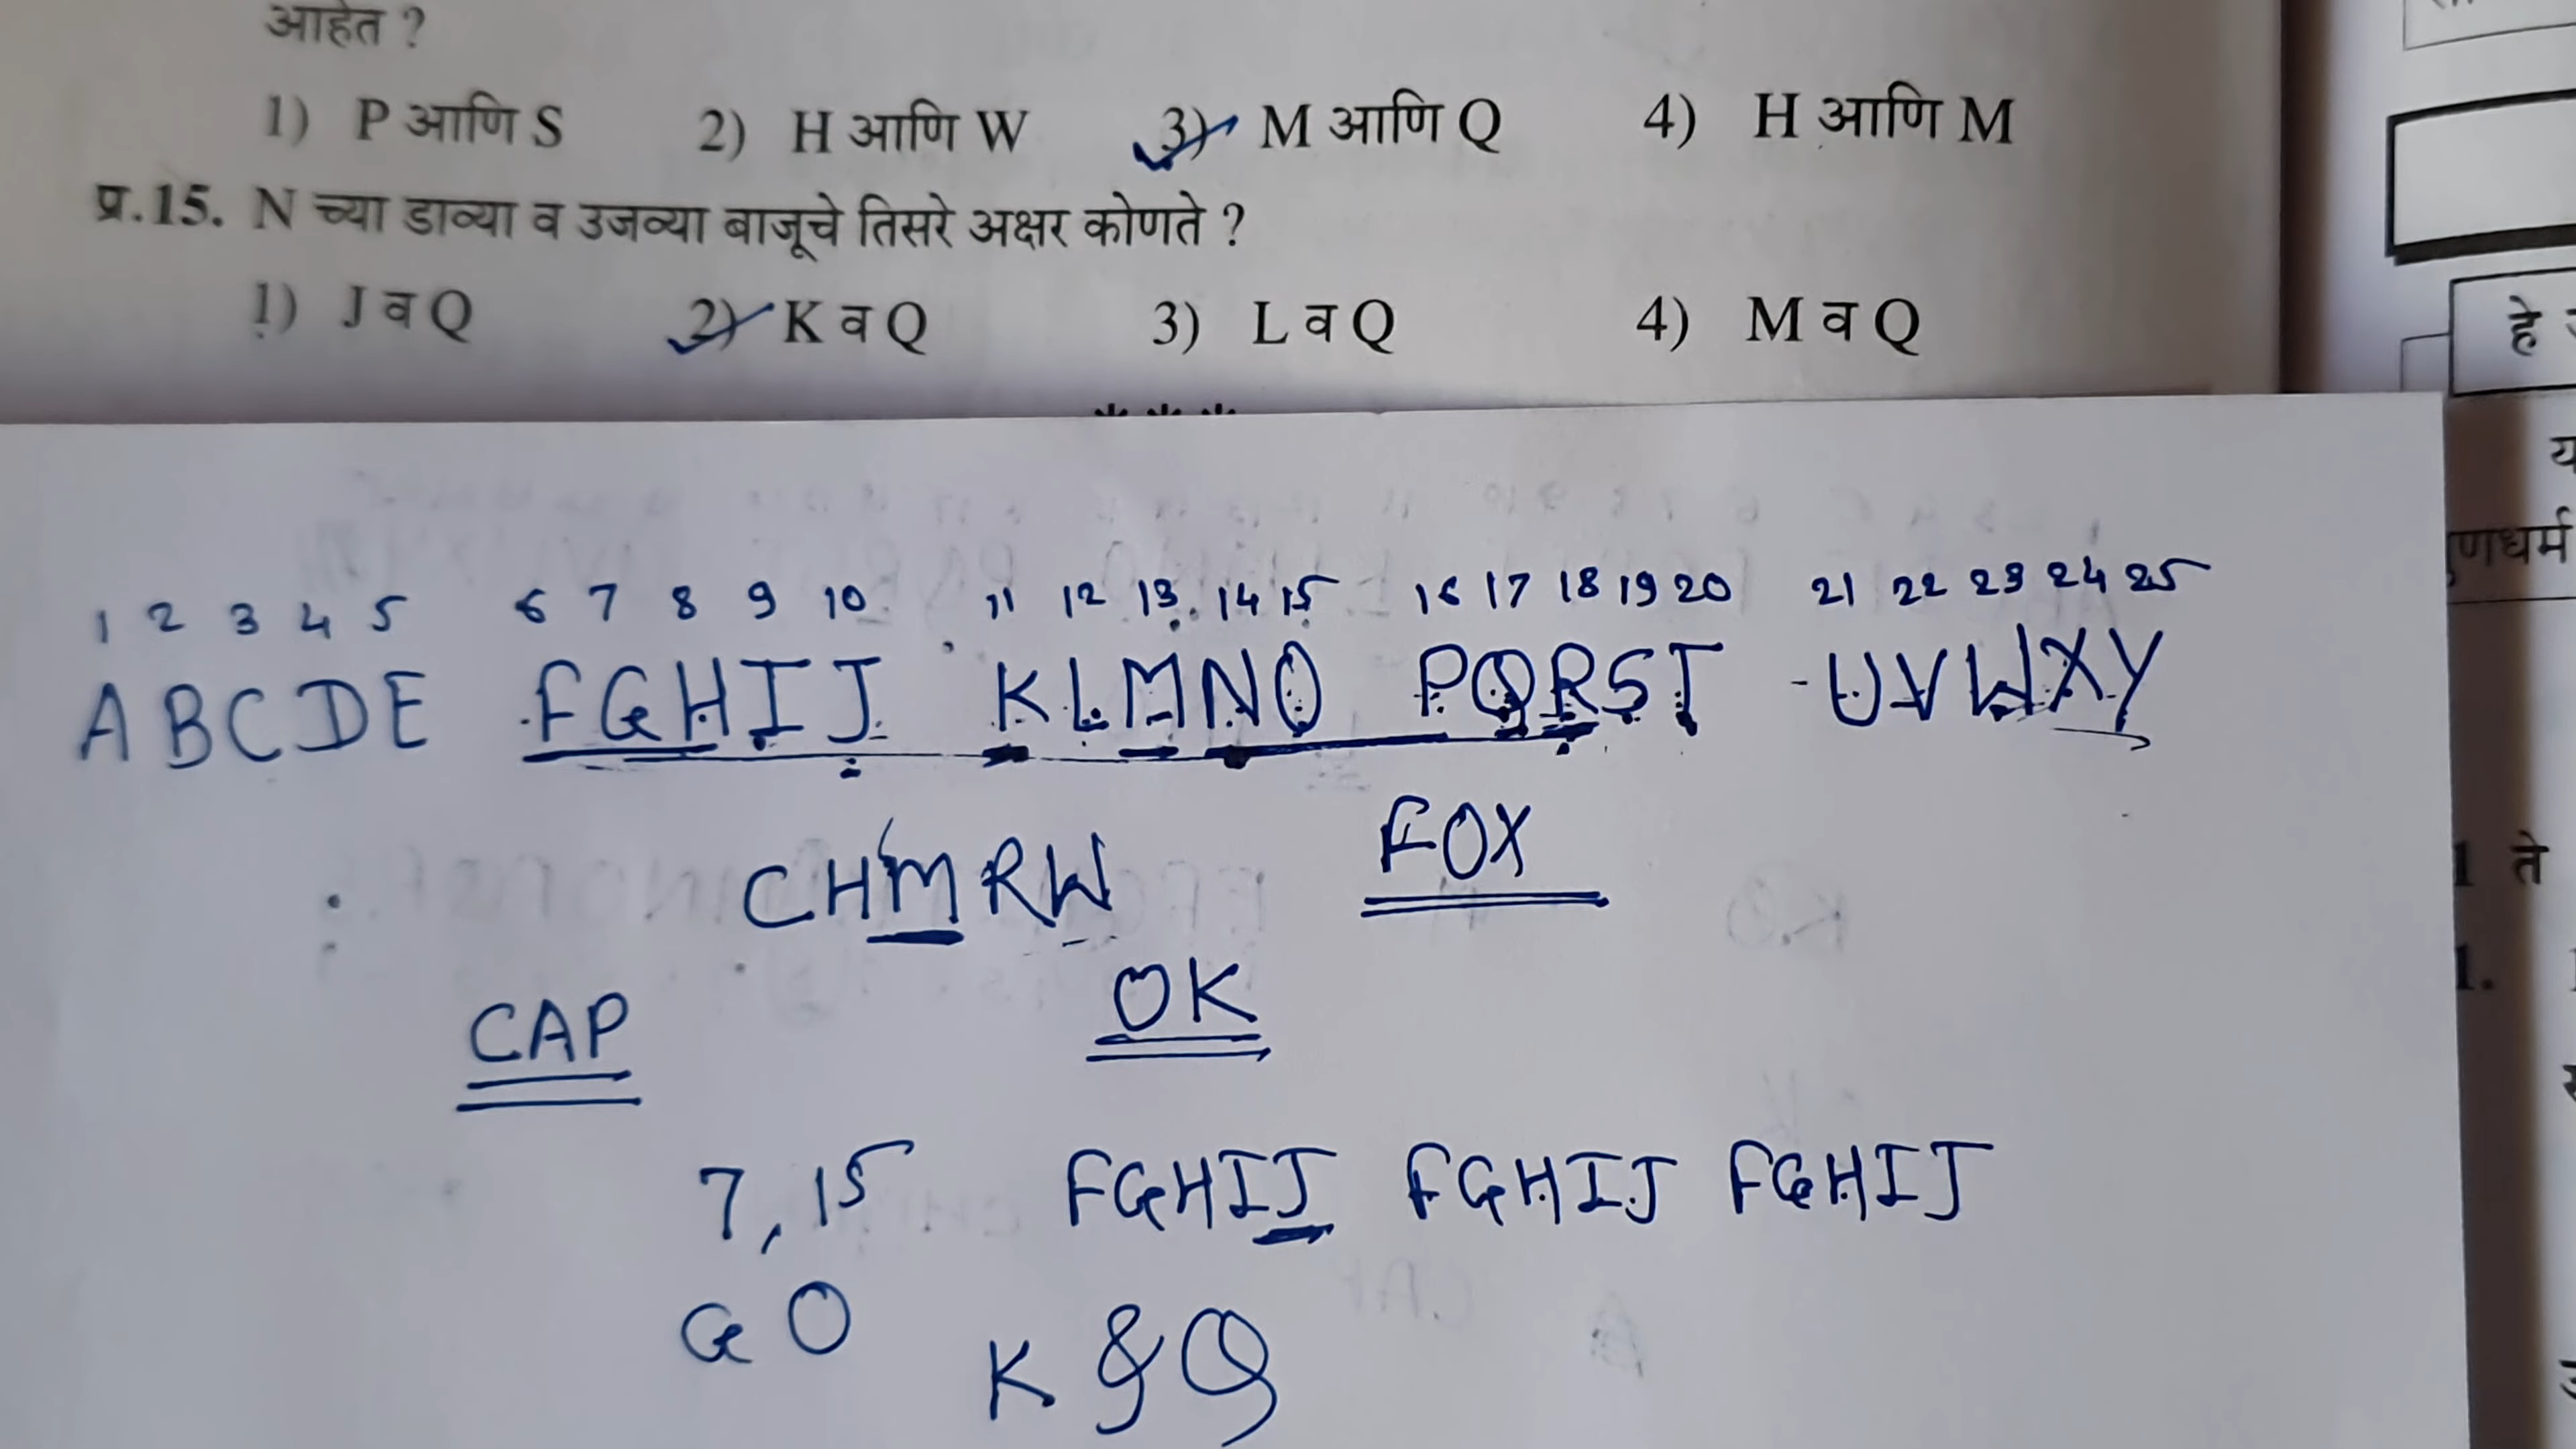 आहेत ?
1) P आणि S 2) H आणि W 3) M आणि Q 4) H आणि M
प्र.15. N च्या डाव्या व उजव्या बाजूचे तिसरे अक्षर कोणते ?
1) J व Q 2) K व Q 3) L व Q 4) M व Q
* * *
हे
1 2 3 4 5 6 7 8 9 10 11 12 13 14 15 16 17 18 19 20 21 22 23 24 25
ABCDE FGHIJ KLMNO PQRST UVWXY
CHMRW FOX
CAP OK
7, 15 FGHIJ FGHIJ FGHIJ
GO K & Q
1 ते
1.